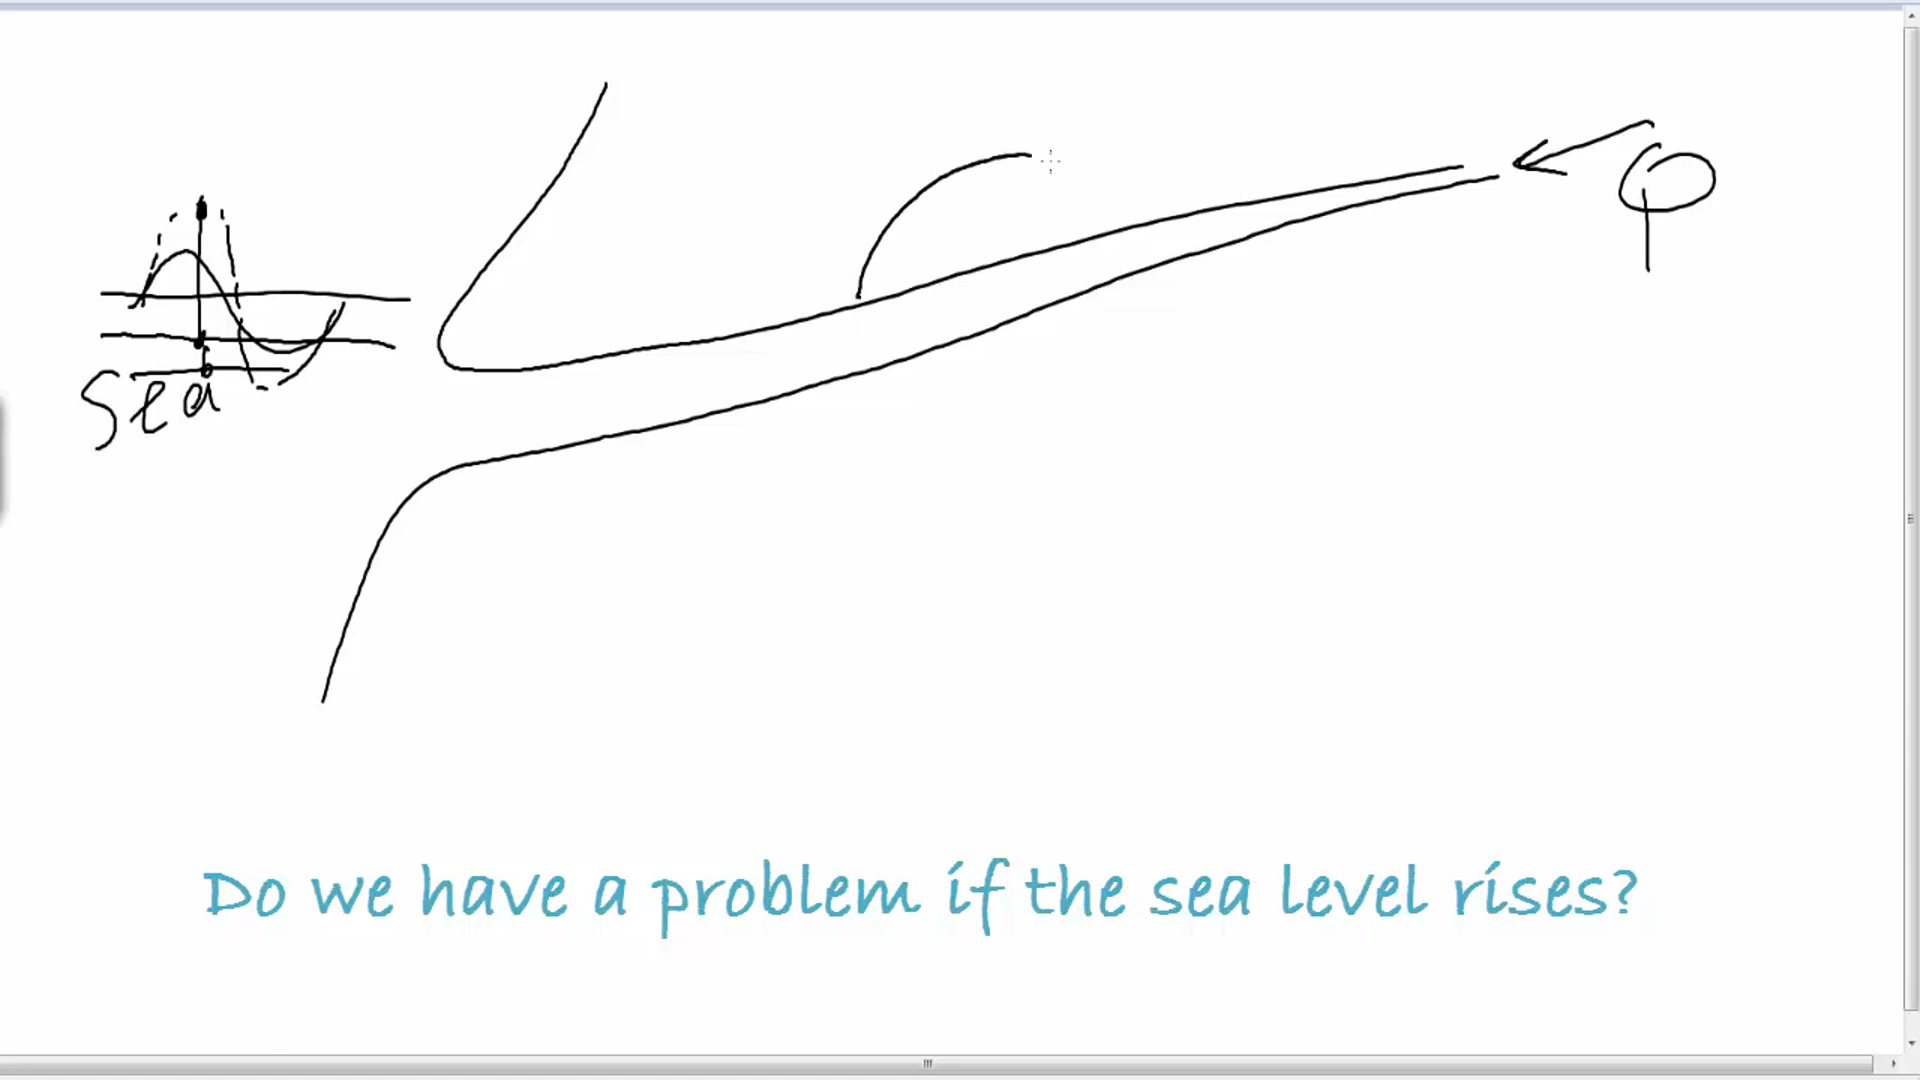 φ
Sea
Do we have a problem if the sea level rises?